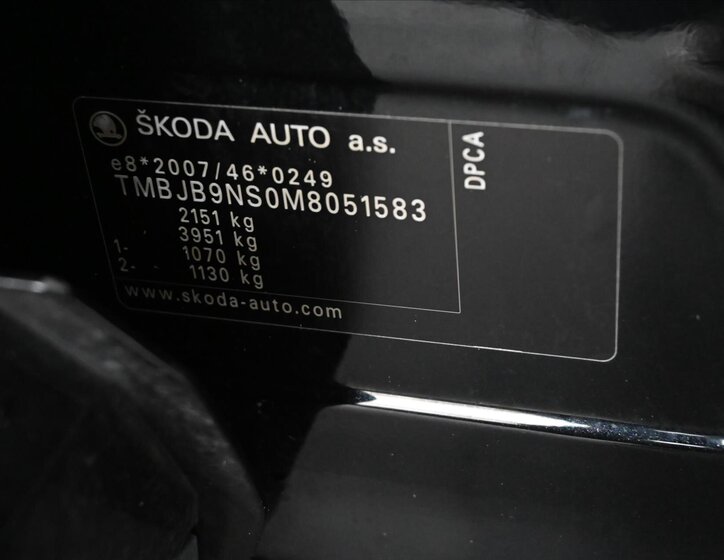 ŠKODA AUTO a.s.
e8*2007/46*0249
TMBJB9NS0M8051583
2151 kg
3951 kg
1- 1070 kg
2- 1130 kg
www.skoda-auto.com
DPCA